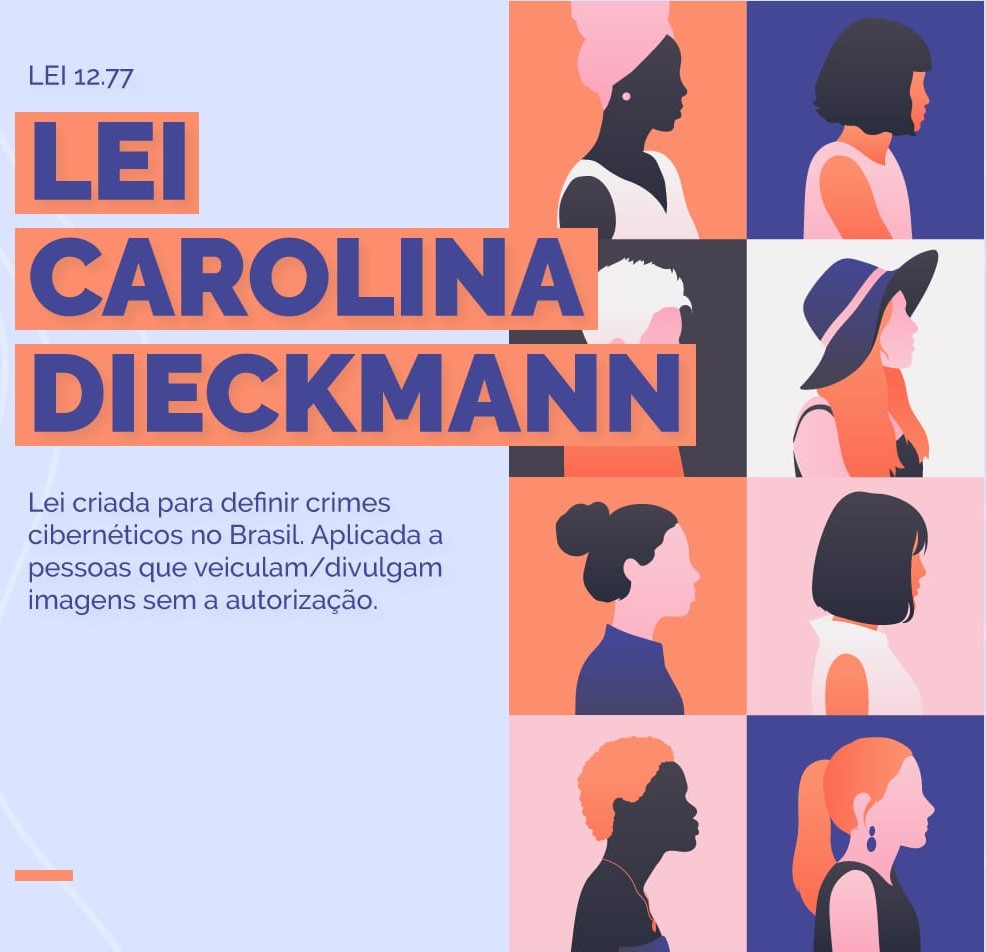 LEI 12.77
LEI
CAROLINA
DIECKMANN
Lei criada para definir crimes
cibernéticos no Brasil. Aplicada a
pessoas que veiculam/divulgam
imagens sem a autorização.